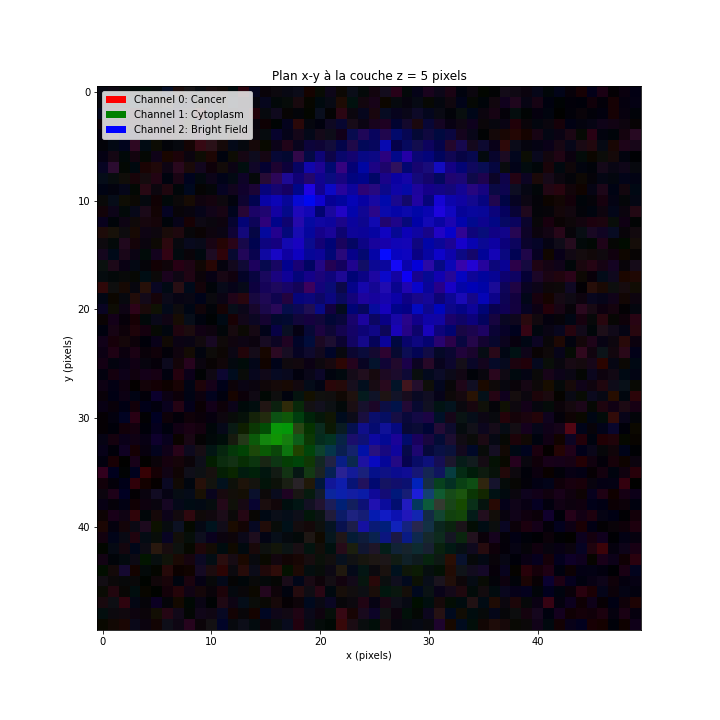 Plan x-y à la couche z = 5 pixels
Channel 0: Cancer
Channel 1: Cytoplasm
Channel 2: Bright Field
0
10
20
30
40
y (pixels)
0 10 20 30 40
x (pixels)